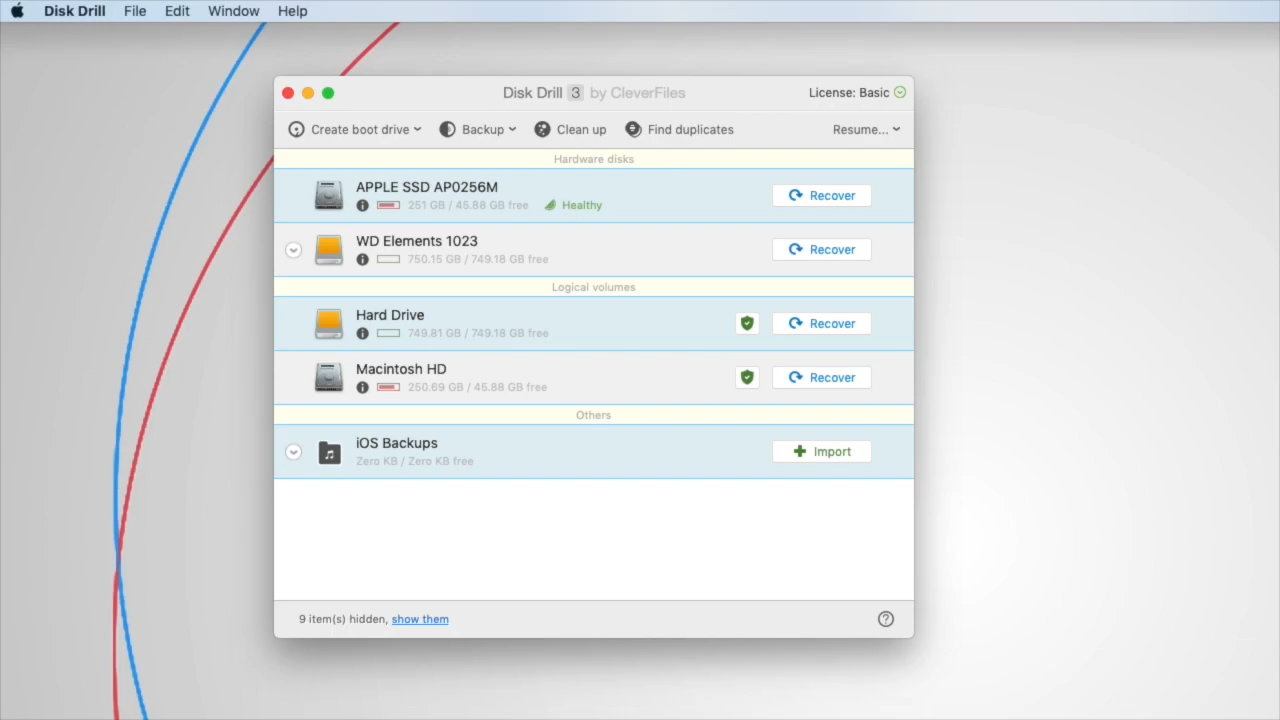 Disk Drill File Edit Window Help
Disk Drill 3 by CleverFiles License: Basic
Create boot drive Backup Clean up Find duplicates Resume...
Hardware disks
APPLE SSD AP0256M
251 GB / 45.88 GB free Healthy
Recover
WD Elements 1023
750.15 GB / 749.18 GB free
Recover
Logical volumes
Hard Drive
749.81 GB / 749.18 GB free
Recover
Macintosh HD
250.69 GB / 45.88 GB free
Recover
Others
iOS Backups
Zero KB / Zero KB free
Import
9 item(s) hidden, show them